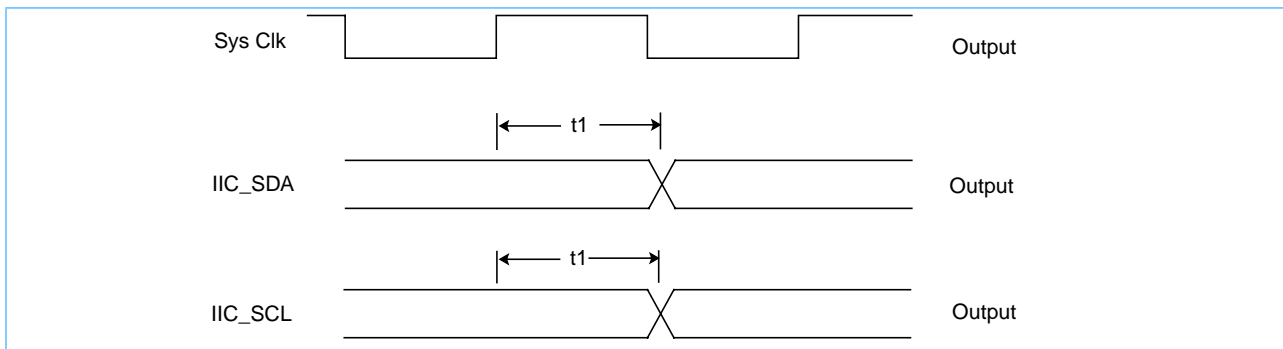 Sys Clk Output
t1
IIC_SDA Output
t1
IIC_SCL Output